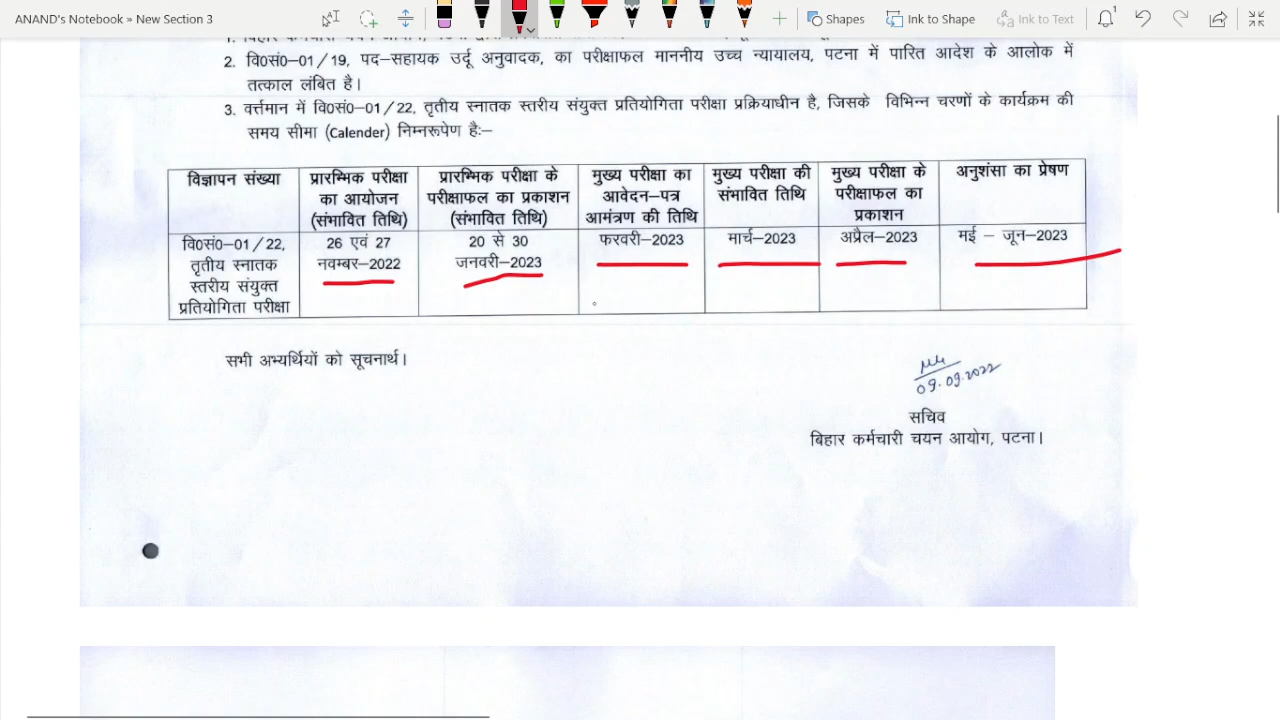 ANAND's Notebook » New Section 3
Shapes
Ink to Shape
Ink to Text
2. वि0सं0–01/19, पद–सहायक उर्दू अनुवादक, का परीक्षाफल माननीय उच्च न्यायालय, पटना में पारित आदेश के आलोक में
तत्काल लंबित है।
3. वर्त्तमान में वि0सं0–01/22, तृतीय स्नातक स्तरीय संयुक्त प्रतियोगिता परीक्षा प्रक्रियाधीन है, जिसके विभिन्न चरणों के कार्यक्रम की
समय सीमा (Calender) निम्नरूपेण हैः–
विज्ञापन संख्या
प्रारम्भिक परीक्षा
का आयोजन
(संभावित तिथि)
प्रारम्भिक परीक्षा के
परीक्षाफल का प्रकाशन
(संभावित तिथि)
मुख्य परीक्षा का
आवेदन–पत्र
आमंत्रण की तिथि
मुख्य परीक्षा की
संभावित तिथि
मुख्य परीक्षा के
परीक्षाफल का
प्रकाशन
अनुशंसा का प्रेषण
वि0सं0–01/22,
तृतीय स्नातक
स्तरीय संयुक्त
प्रतियोगिता परीक्षा
26 एवं 27
नवम्बर–2022
20 से 30
जनवरी–2023
फरवरी–2023
मार्च–2023
अप्रैल–2023
मई – जून–2023
सभी अभ्यर्थियों को सूचनार्थ।
09.09.2022
सचिव
बिहार कर्मचारी चयन आयोग, पटना।